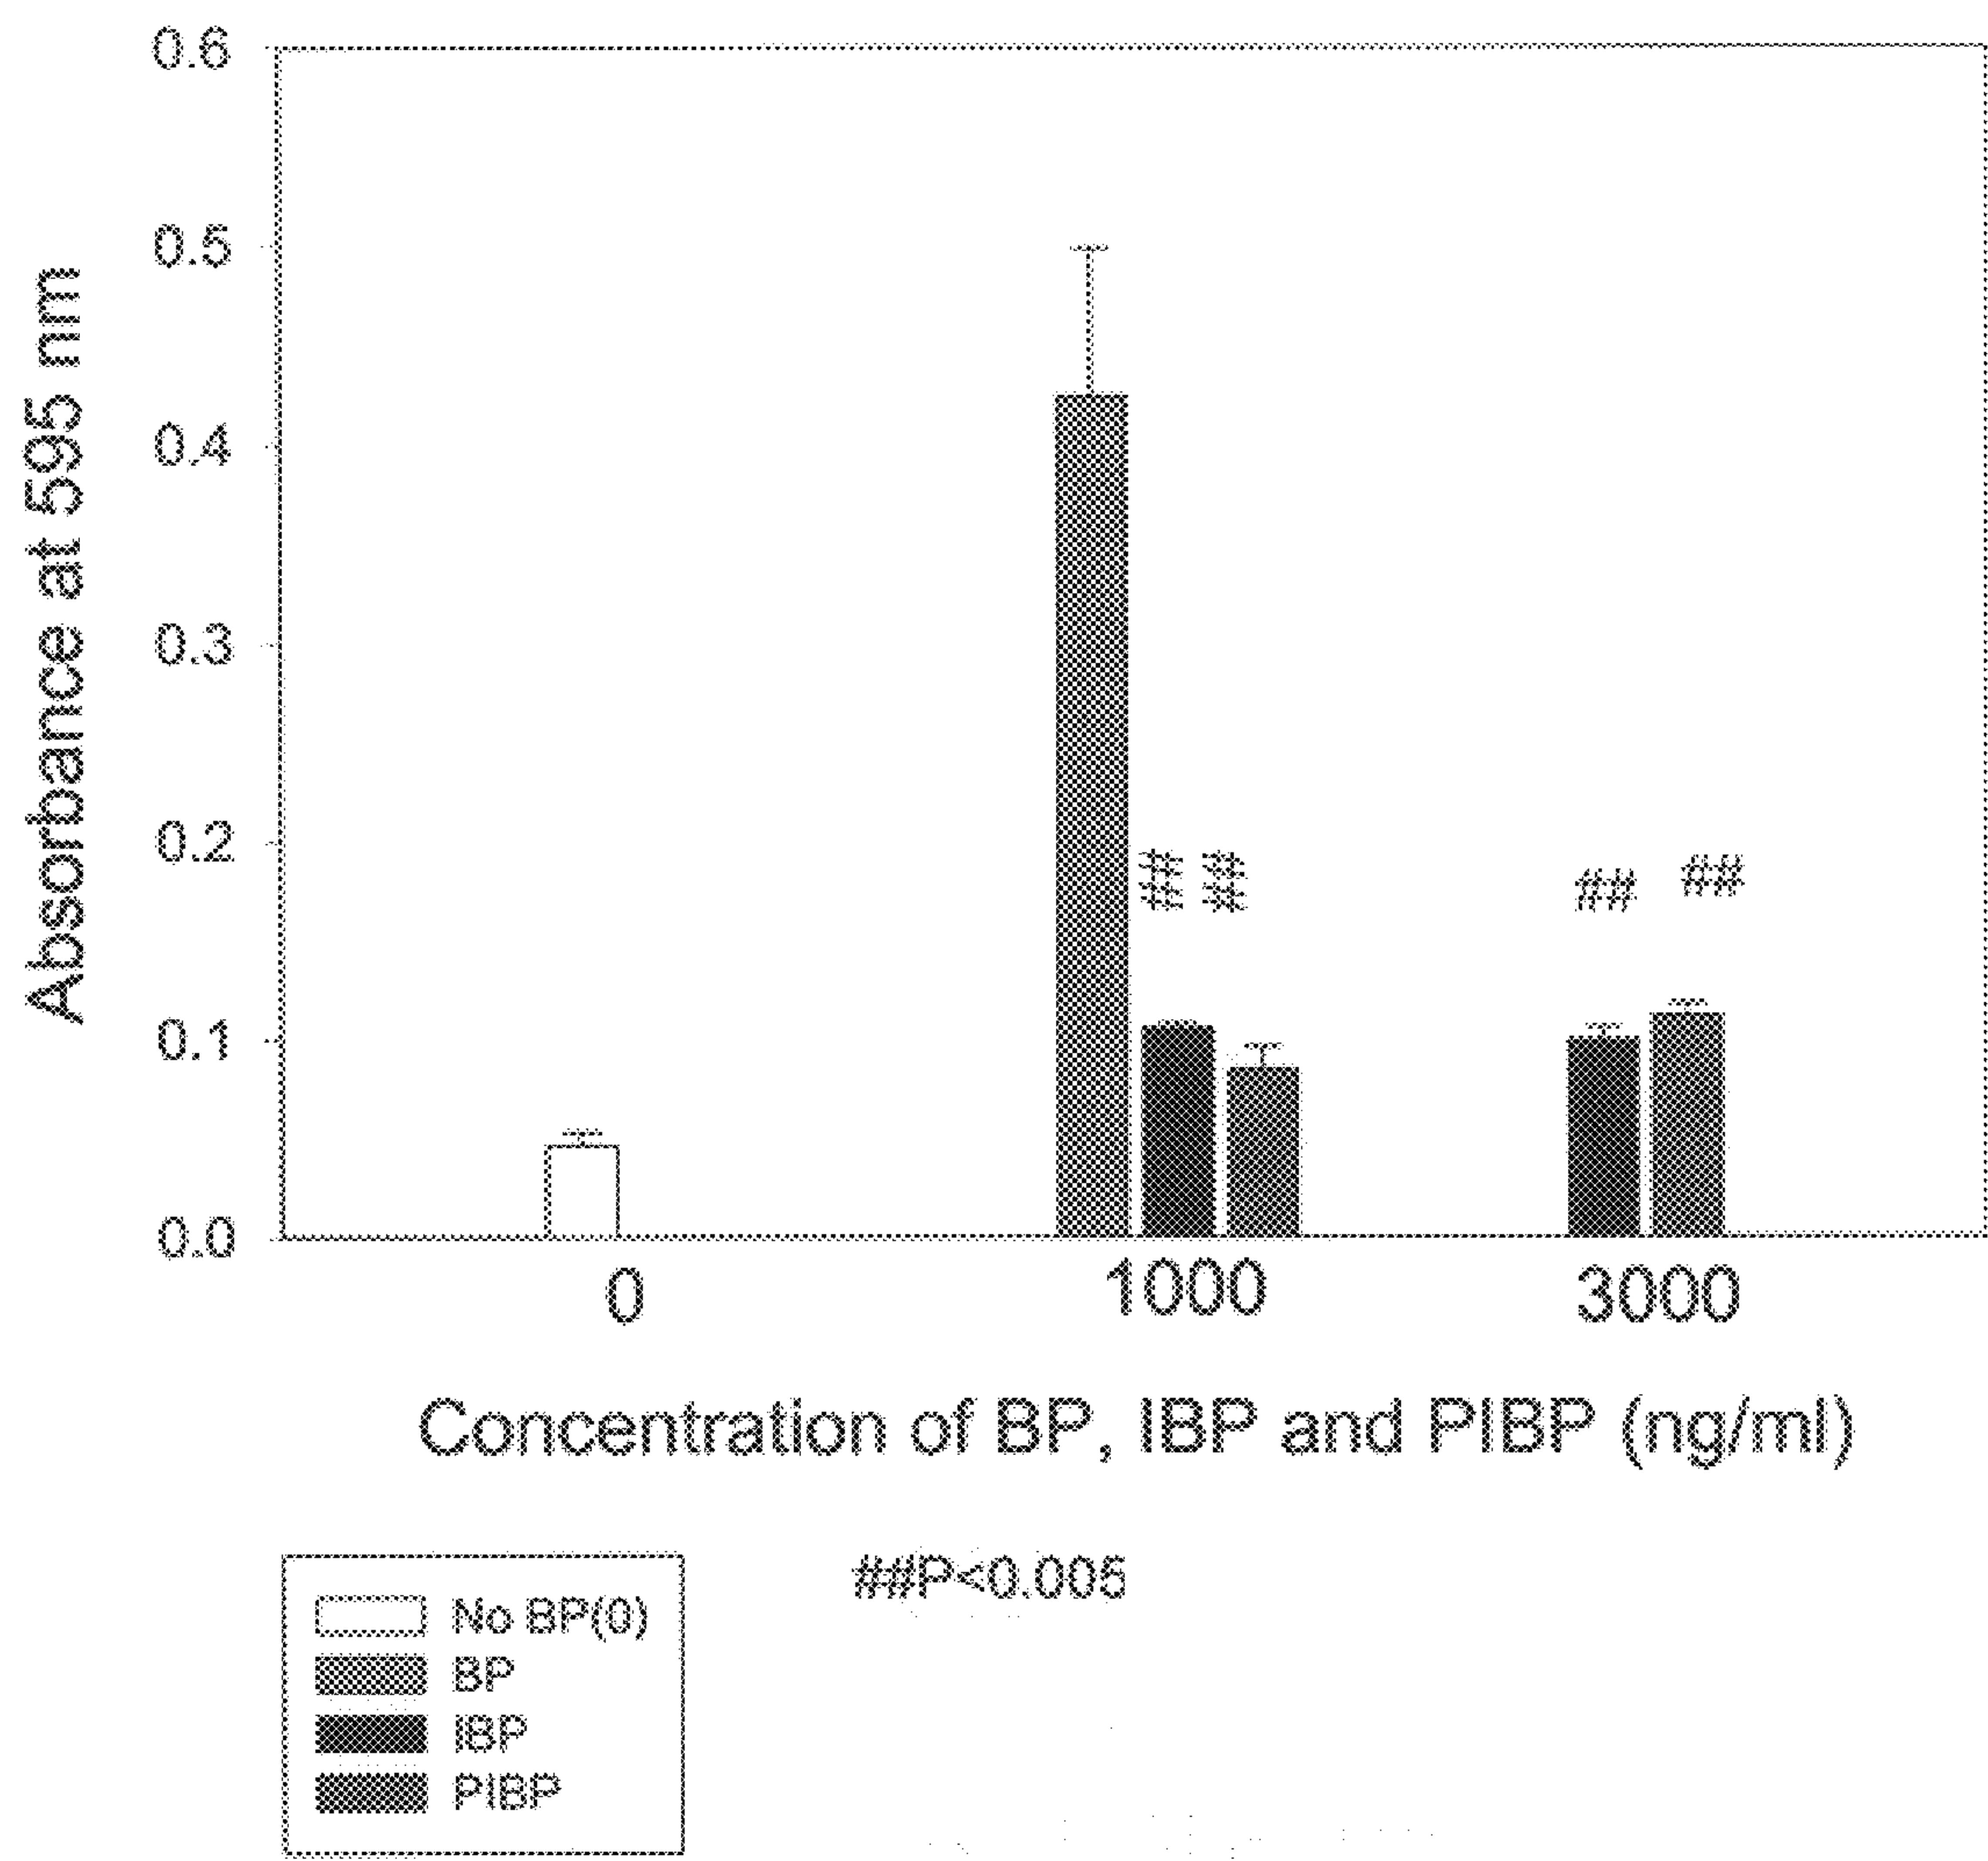 Absorbance at 595 nm
0.6
0.5
0.4
0.3
0.2
0.1
0.0
## ##
## ##
0 1000 3000
Concentration of BP, IBP and PIBP (ng/ml)
##P<0.005
No BP(0)
BP
IBP
PIBP